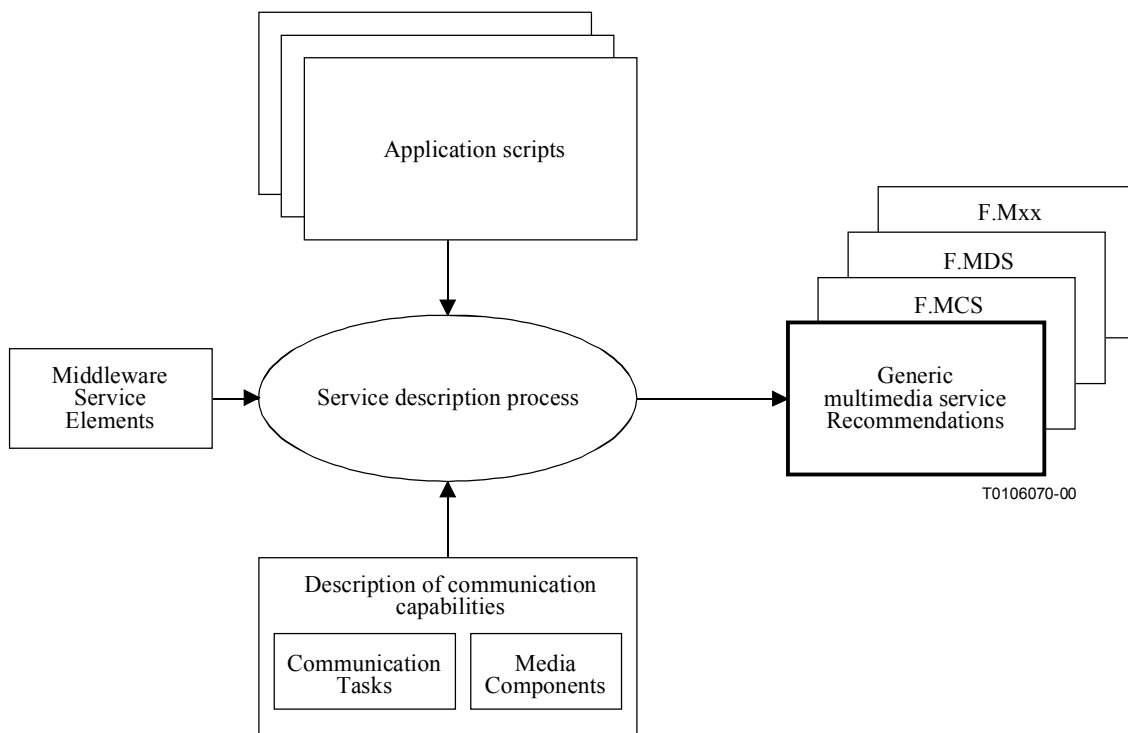 Application scripts
F.Mxx
F.MDS
F.MCS
Middleware
Service
Elements
Service description process
Generic
multimedia service
Recommendations
T0106070-00
Description of communication
capabilities
Communication
Tasks
Media
Components